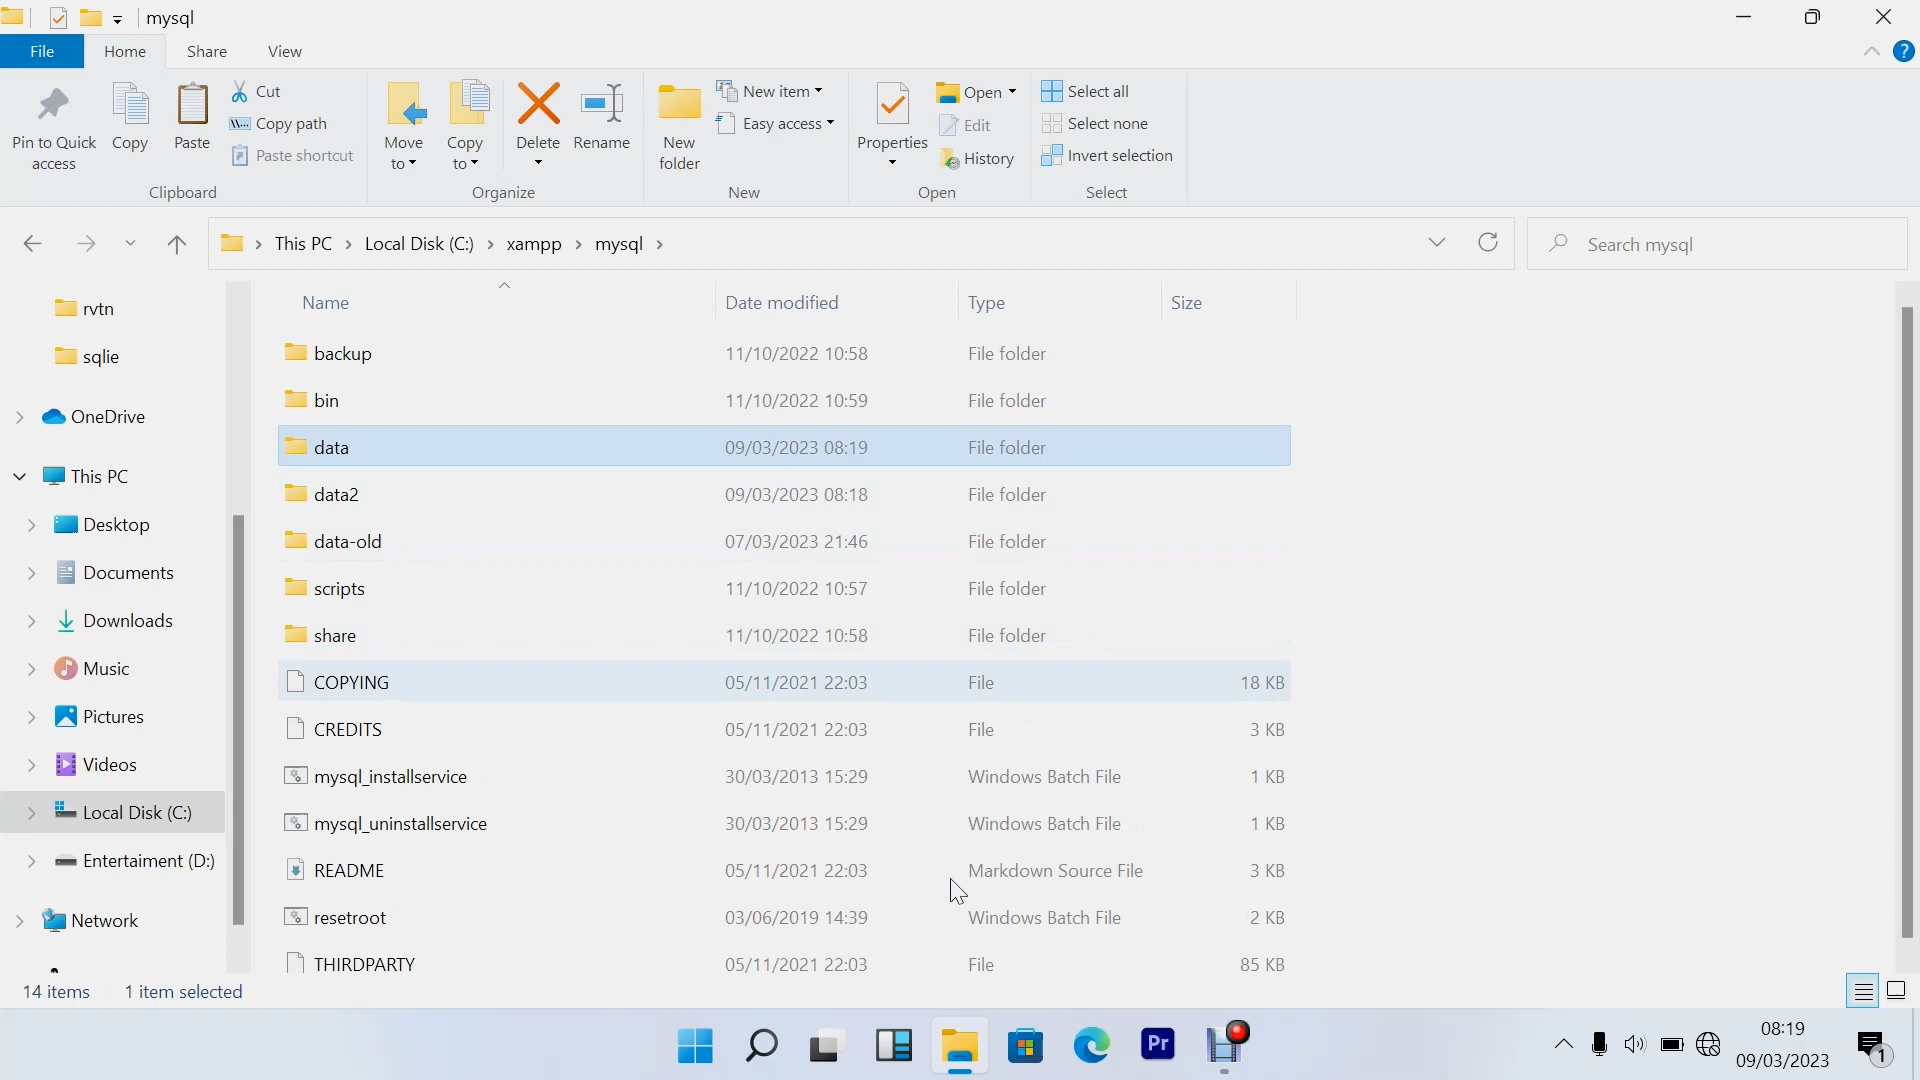 mysql
File
Home
Share
View
Pin to Quick access
Copy
Paste
Cut
Copy path
Paste shortcut
Clipboard
Move to
Copy to
Delete
Rename
Organize
New folder
New item
Easy access
New
Properties
Open
Edit
History
Open
Select all
Select none
Invert selection
Select
This PC > Local Disk (C:) > xampp > mysql >
Search mysql
rvtn
sqlie
OneDrive
This PC
Desktop
Documents
Downloads
Music
Pictures
Videos
Local Disk (C:)
Entertaiment (D:)
Network
Name Date modified Type Size
backup 11/10/2022 10:58 File folder
bin 11/10/2022 10:59 File folder
data 09/03/2023 08:19 File folder
data2 09/03/2023 08:18 File folder
data-old 07/03/2023 21:46 File folder
scripts 11/10/2022 10:57 File folder
share 11/10/2022 10:58 File folder
COPYING 05/11/2021 22:03 File 18 KB
CREDITS 05/11/2021 22:03 File 3 KB
mysql_installservice 30/03/2013 15:29 Windows Batch File 1 KB
mysql_uninstallservice 30/03/2013 15:29 Windows Batch File 1 KB
README 05/11/2021 22:03 Markdown Source File 3 KB
resetroot 03/06/2019 14:39 Windows Batch File 2 KB
THIRDPARTY 05/11/2021 22:03 File 85 KB
14 items 1 item selected
Pr
08:19
09/03/2023
1